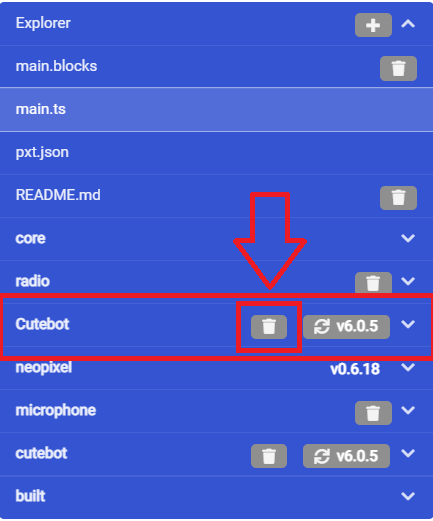 Explorer
main.blocks
main.ts
pxt.json
README.md
core
radio
Cutebot v6.0.5
neopixel v0.6.18
microphone
cutebot v6.0.5
built